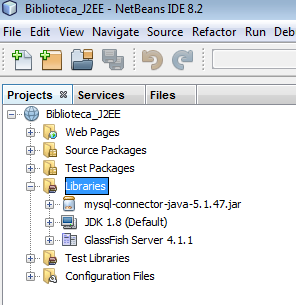 Biblioteca_J2EE - NetBeans IDE 8.2
File Edit View Navigate Source Refactor Run De
Projects Services Files
Biblioteca_J2EE
Web Pages
Source Packages
Test Packages
Libraries
mysql-connector-java-5.1.47.jar
JDK 1.8 (Default)
GlassFish Server 4.1.1
Test Libraries
Configuration Files